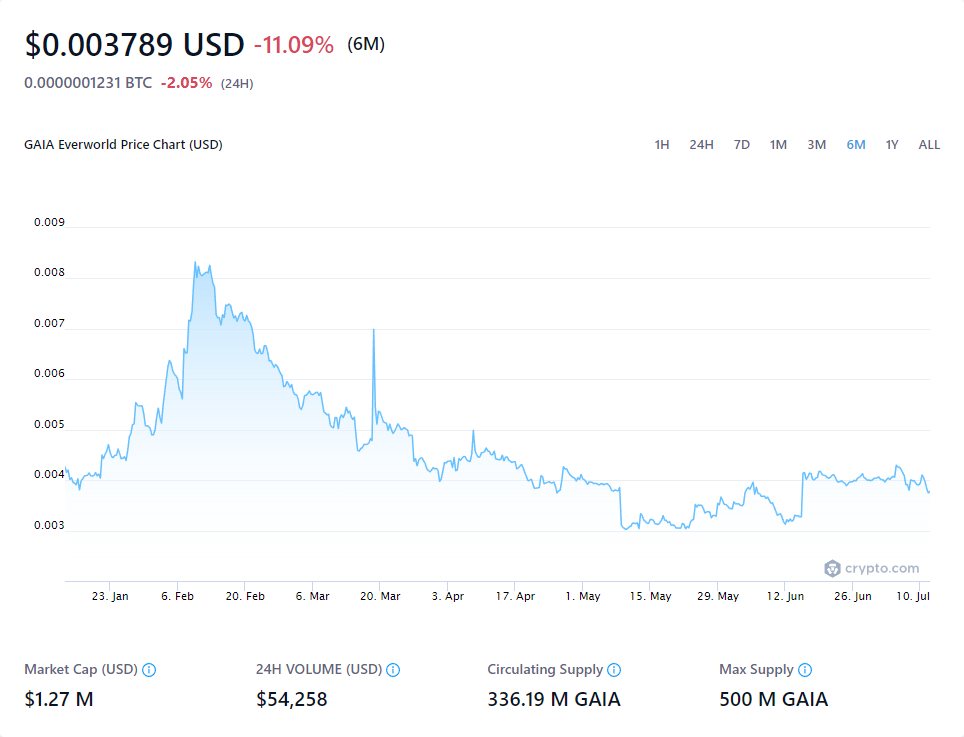 $0.003789 USD -11.09% (6M)
0.0000001231 BTC -2.05% (24H)
GAIA Everworld Price Chart (USD) 1H 24H 7D 1M 3M 6M 1Y ALL
0.009
0.008
0.007
0.006
0.005
0.004
0.003
crypto.com
23. Jan 6. Feb 20. Feb 6. Mar 20. Mar 3. Apr 17. Apr 1. May 15. May 29. May 12. Jun 26. Jun 10. Jul
Market Cap (USD) 24H VOLUME (USD) Circulating Supply Max Supply
$1.27 M $54,258 336.19 M GAIA 500 M GAIA